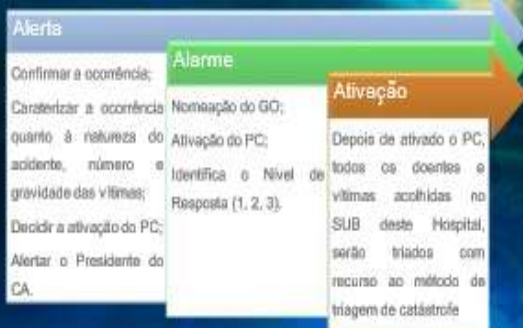 Alerta
Confirmar a ocorrência;
Caraterizar a ocorrência
quanto à natureza do
acidente, número e
gravidade das vítimas;
Decidir a ativação do PC;
Alertar o Presidente do
CA.
Alarme
Nomeação do GO;
Ativação do PC;
Identifica o Nível de
Resposta (1, 2, 3).
Ativação
Depois de ativado o PC,
todos os doentes e
vítimas acolhidas no
SUB deste Hospital,
serão triados com
recurso ao método de
triagem de catástrofe